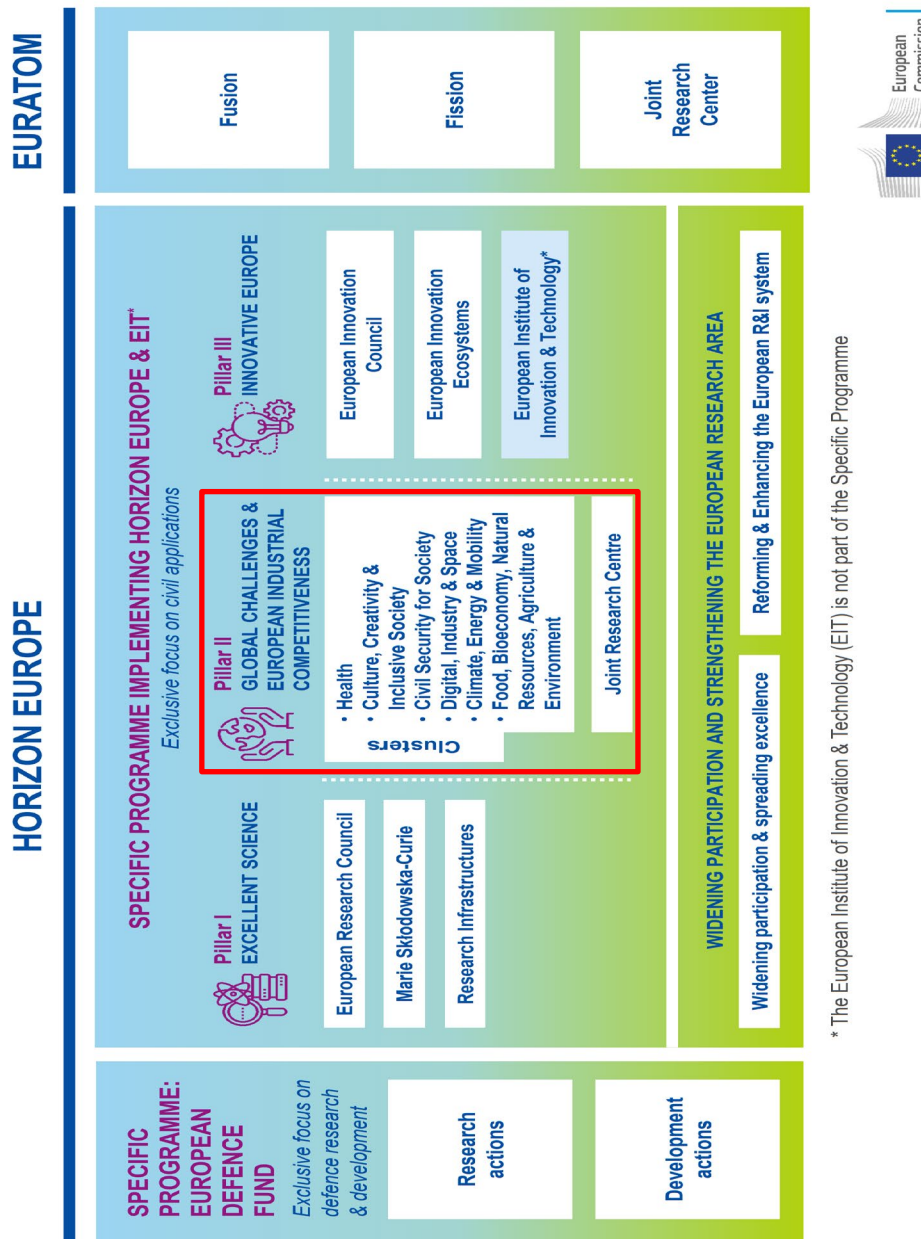 HORIZON EUROPE
EURATOM
SPECIFIC
PROGRAMME:
EUROPEAN
DEFENCE
FUND
Exclusive focus on
defence research
& development
Research
actions
Development
actions
SPECIFIC PROGRAMME IMPLEMENTING HORIZON EUROPE & EIT*
Exclusive focus on civil applications
Pillar I
EXCELLENT SCIENCE
European Research Council
Marie Skłodowska-Curie
Research Infrastructures
Pillar II
GLOBAL CHALLENGES &
EUROPEAN INDUSTRIAL
COMPETITIVENESS
Clusters
• Health
• Culture, Creativity &
Inclusive Society
• Civil Security for Society
• Digital, Industry & Space
• Climate, Energy & Mobility
• Food, Bioeconomy, Natural
Resources, Agriculture &
Environment
Joint Research Centre
Pillar III
INNOVATIVE EUROPE
European Innovation
Council
European Innovation
Ecosystems
European Institute of
Innovation & Technology*
WIDENING PARTICIPATION AND STRENGTHENING THE EUROPEAN RESEARCH AREA
Widening participation & spreading excellence
Reforming & Enhancing the European R&I system
Fusion
Fission
Joint
Research
Center
* The European Institute of Innovation & Technology (EIT) is not part of the Specific Programme
European
Commission